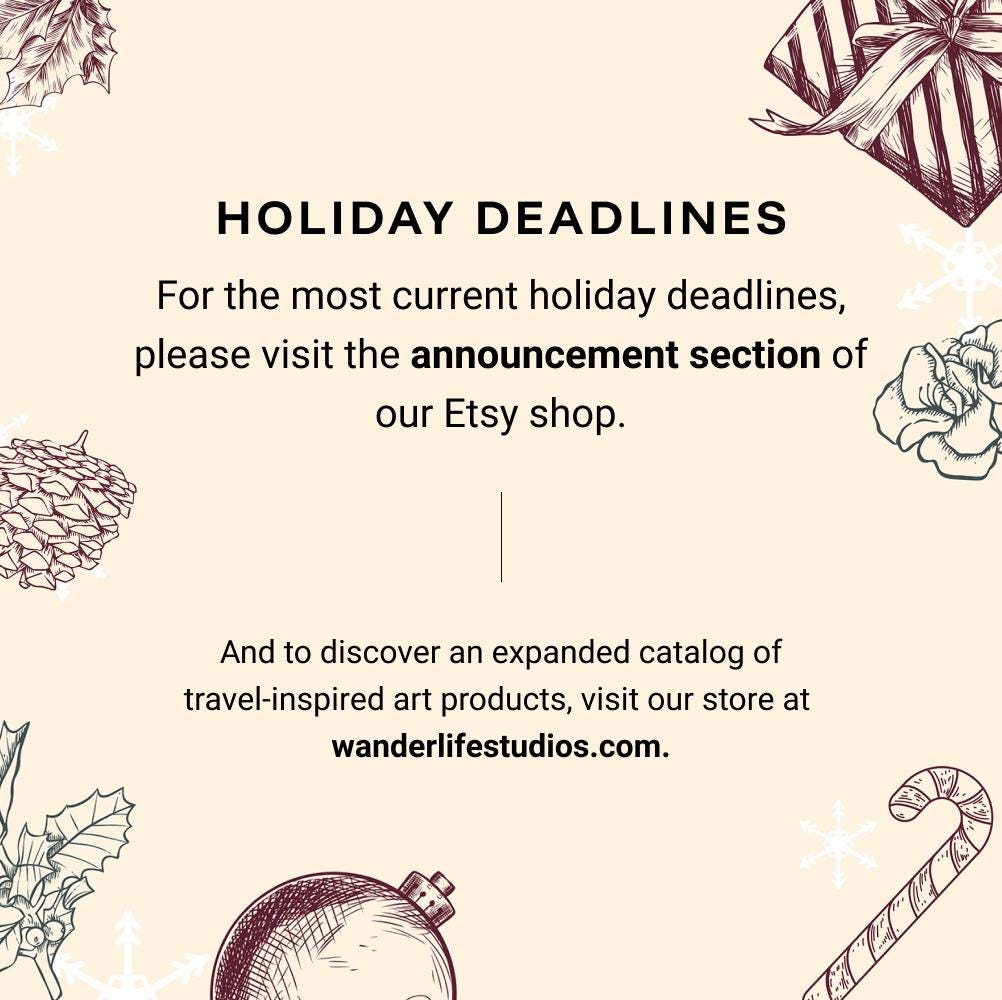 HOLIDAY DEADLINES
For the most current holiday deadlines,
please visit the announcement section of
our Etsy shop.
And to discover an expanded catalog of
travel-inspired art products, visit our store at
wanderlifestudios.com.